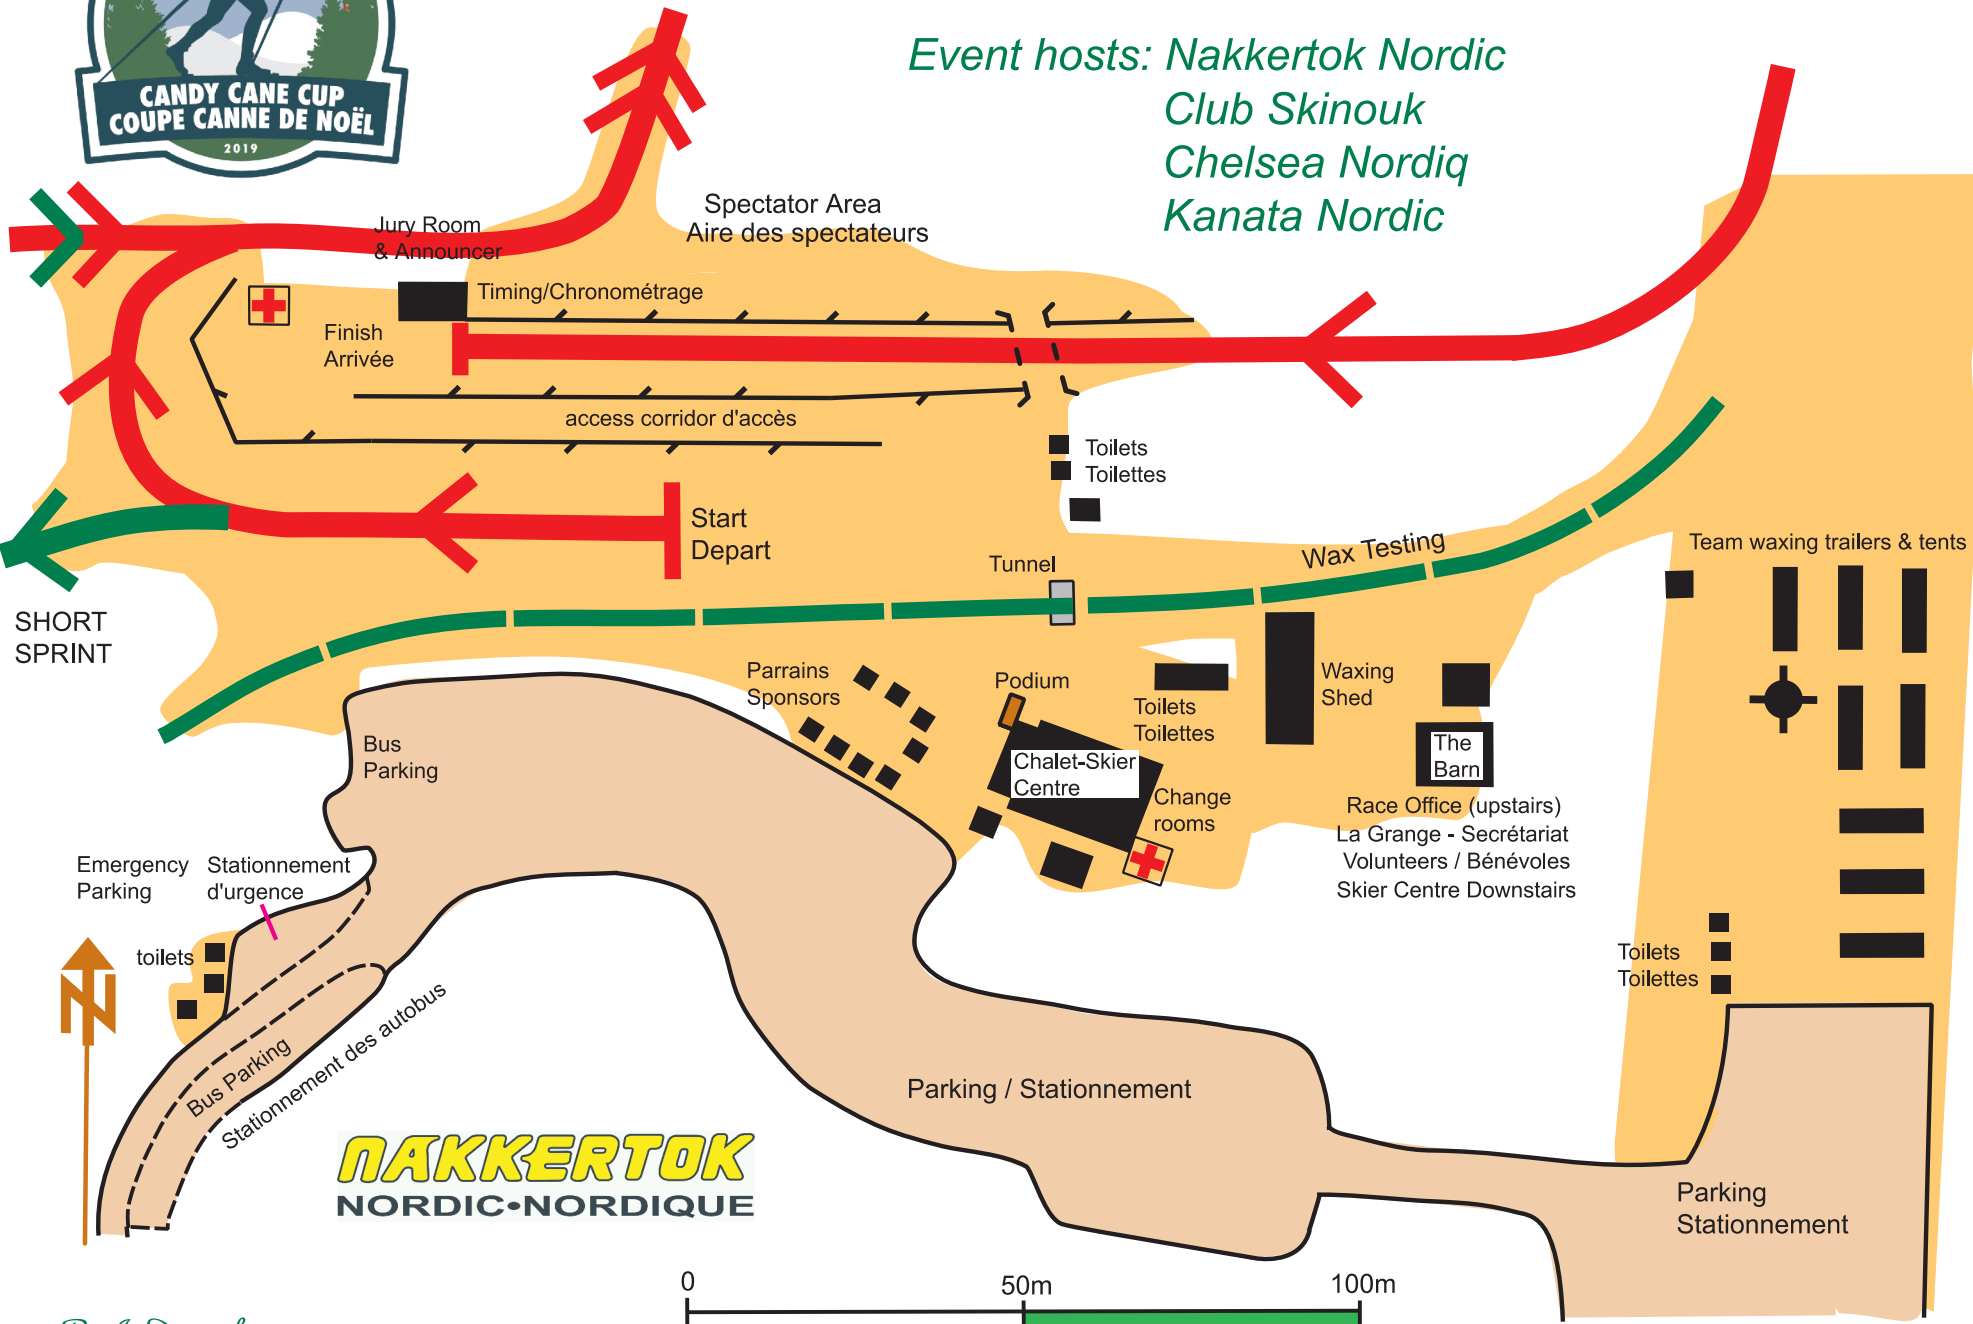 CANDY CANE CUP
COUPE CANNE DE NOËL
2019
Event hosts: Nakkertok Nordic
Club Skinouk
Chelsea Nordiq
Kanata Nordic
Jury Room
& Announcer
Spectator Area
Aire des spectateurs
Timing/Chronométrage
Finish
Arrivée
access corridor d'accès
Toilets
Toilettes
Start
Depart
Tunnel
Wax Testing
Team waxing trailers & tents
SHORT
SPRINT
Parrains
Sponsors
Podium
Toilets
Toilettes
Waxing
Shed
Bus
Parking
Chalet-Skier
Centre
The
Barn
Change
rooms
Race Office (upstairs)
La Grange - Secrétariat
Volunteers / Bénévoles
Skier Centre Downstairs
Emergency
Parking
Stationnement
d'urgence
toilets
N
Toilets
Toilettes
Bus Parking
Stationnement des autobus
Parking / Stationnement
NAKKERTOK
NORDIC•NORDIQUE
Parking
Stationnement
0
50m
100m